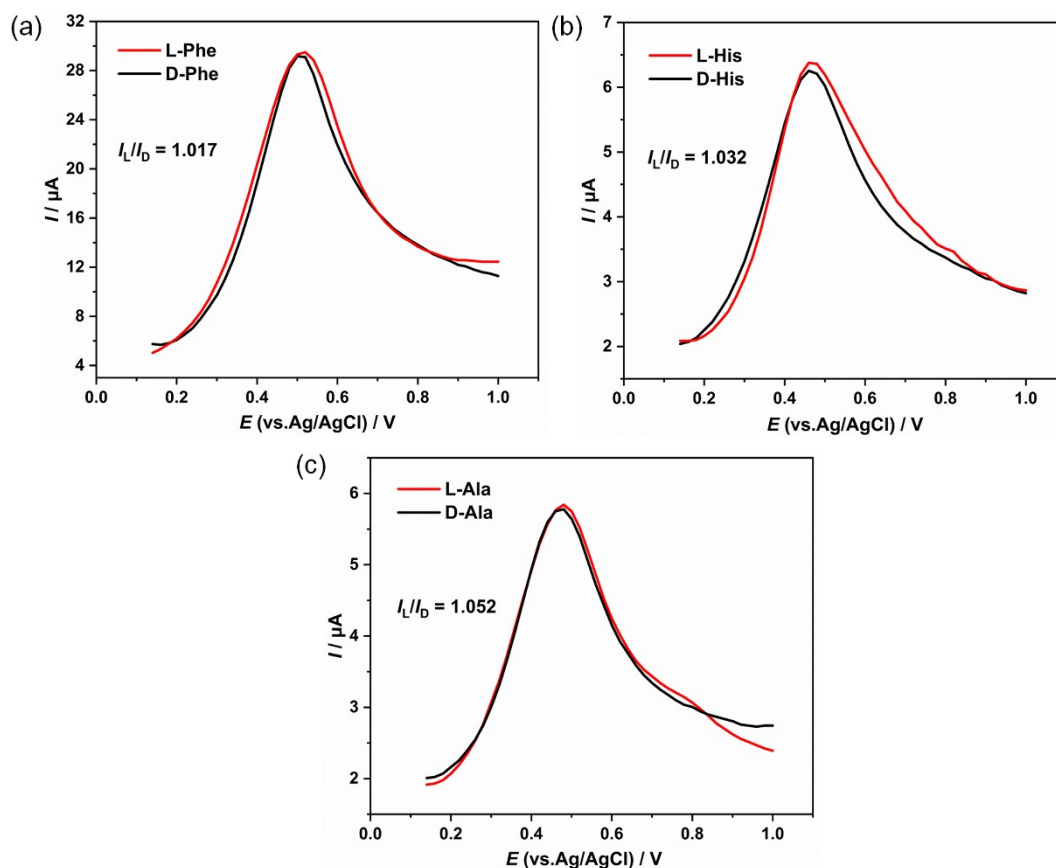 (a)
L-Phe
D-Phe
I_L/I_D = 1.017
I / µA
32
28
24
20
16
12
8
4
0.0 0.2 0.4 0.6 0.8 1.0
E (vs.Ag/AgCl) / V
(b)
L-His
D-His
I_L/I_D = 1.032
I / µA
7
6
5
4
3
2
1
0.0 0.2 0.4 0.6 0.8 1.0
E (vs.Ag/AgCl) / V
(c)
L-Ala
D-Ala
I_L/I_D = 1.052
I / µA
6
5
4
3
2
0.0 0.2 0.4 0.6 0.8 1.0
E (vs.Ag/AgCl) / V